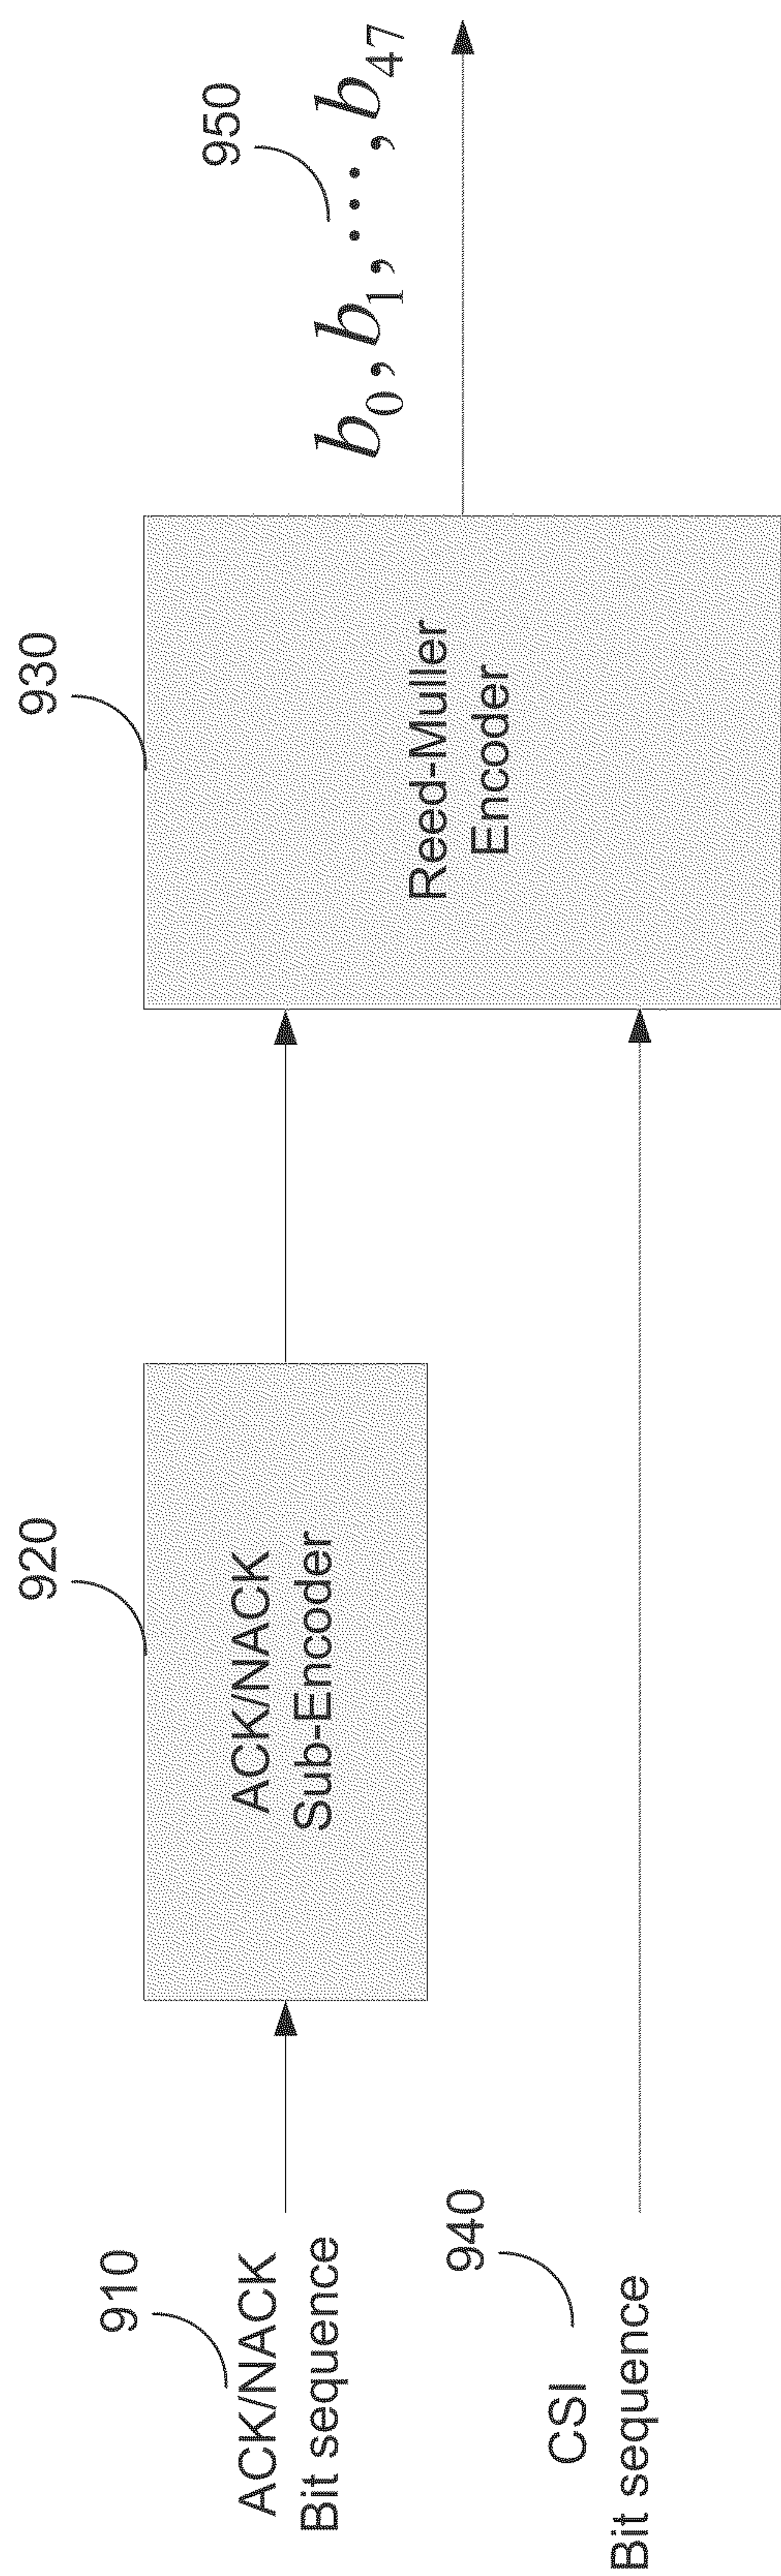 910
ACK/NACK
Bit sequence
920
ACK/NACK
Sub-Encoder
930
Reed-Muller
Encoder
950
b₀, b₁, ⋯, b₄₇
940
CSI
Bit sequence